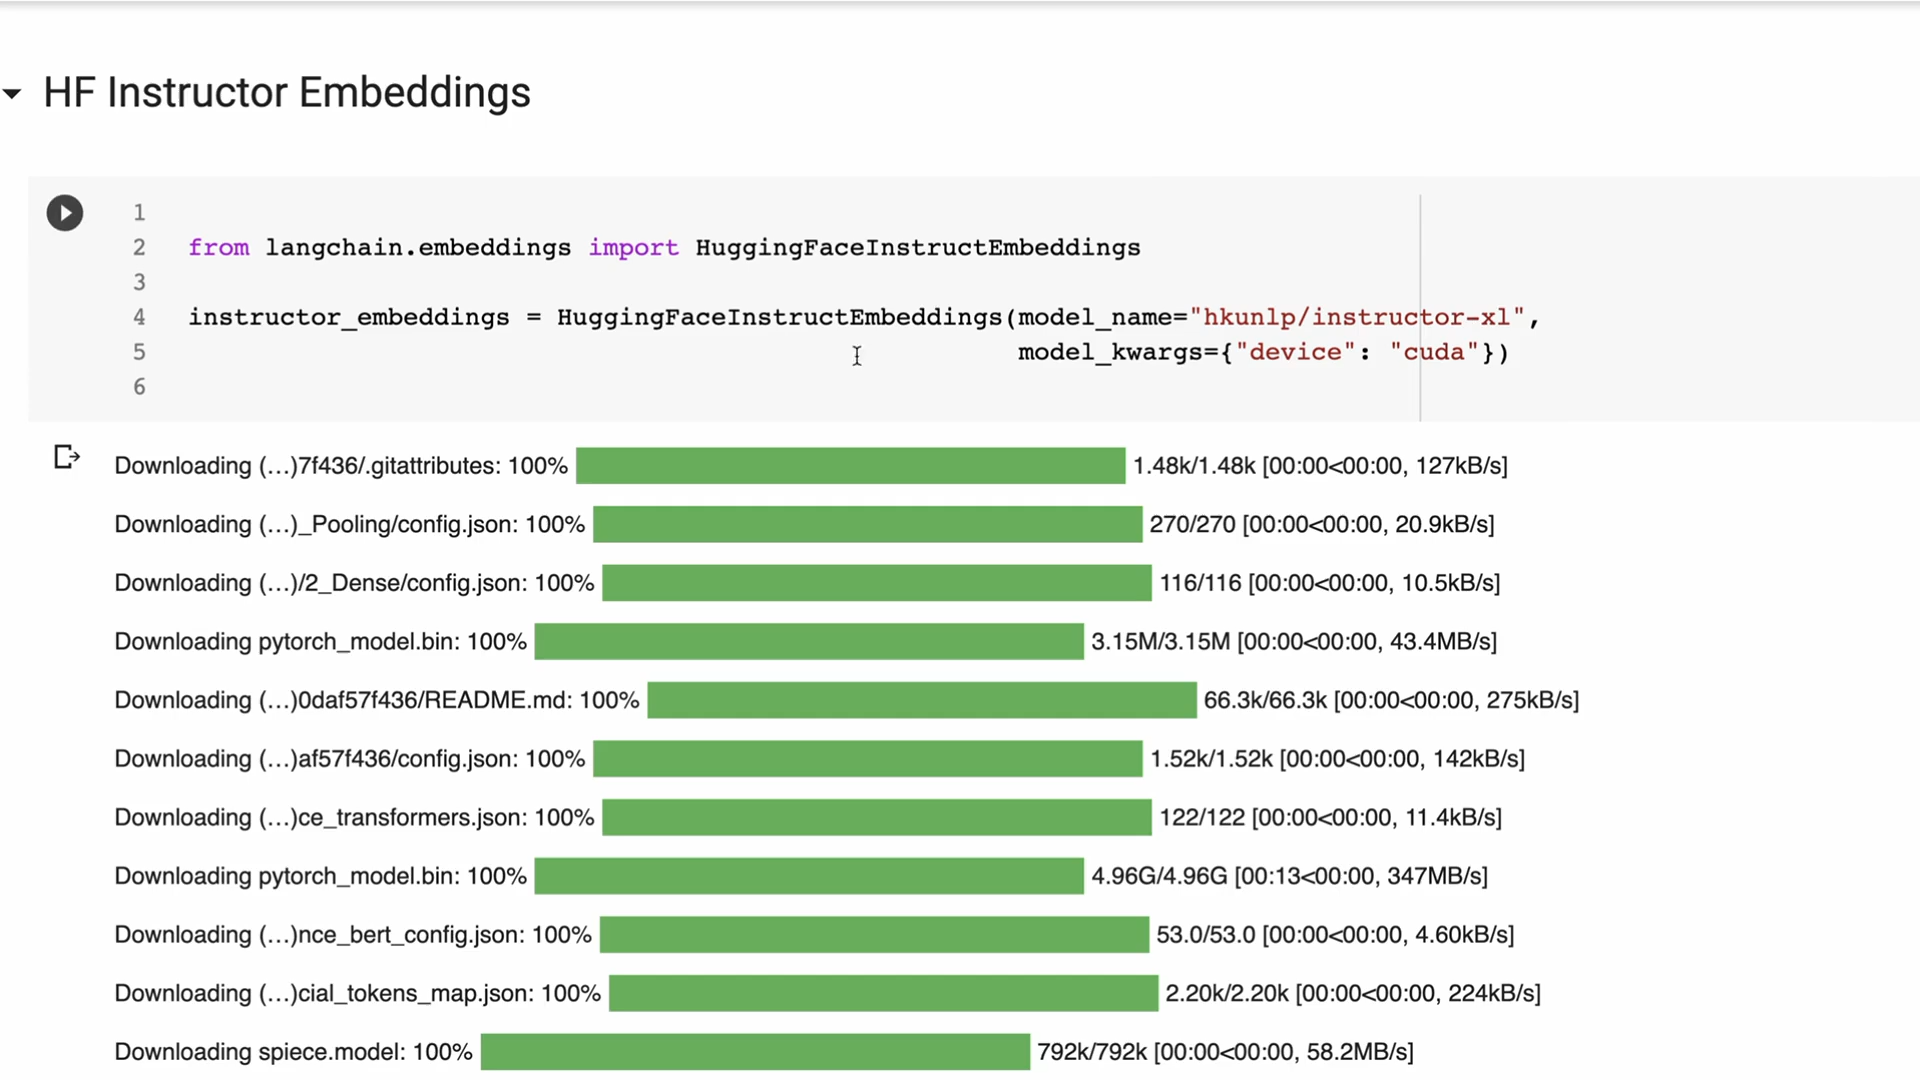 HF Instructor Embeddings
1
2 from langchain.embeddings import HuggingFaceInstructEmbeddings
3
4 instructor_embeddings = HuggingFaceInstructEmbeddings(model_name="hkunlp/instructor-xl",
5 model_kwargs={"device": "cuda"})
6
Downloading (…)7f436/.gitattributes: 100% 1.48k/1.48k [00:00<00:00, 127kB/s]
Downloading (…)_Pooling/config.json: 100% 270/270 [00:00<00:00, 20.9kB/s]
Downloading (…)/2_Dense/config.json: 100% 116/116 [00:00<00:00, 10.5kB/s]
Downloading pytorch_model.bin: 100% 3.15M/3.15M [00:00<00:00, 43.4MB/s]
Downloading (…)0daf57f436/README.md: 100% 66.3k/66.3k [00:00<00:00, 275kB/s]
Downloading (…)af57f436/config.json: 100% 1.52k/1.52k [00:00<00:00, 142kB/s]
Downloading (…)ce_transformers.json: 100% 122/122 [00:00<00:00, 11.4kB/s]
Downloading pytorch_model.bin: 100% 4.96G/4.96G [00:13<00:00, 347MB/s]
Downloading (…)nce_bert_config.json: 100% 53.0/53.0 [00:00<00:00, 4.60kB/s]
Downloading (…)cial_tokens_map.json: 100% 2.20k/2.20k [00:00<00:00, 224kB/s]
Downloading spiece.model: 100% 792k/792k [00:00<00:00, 58.2MB/s]